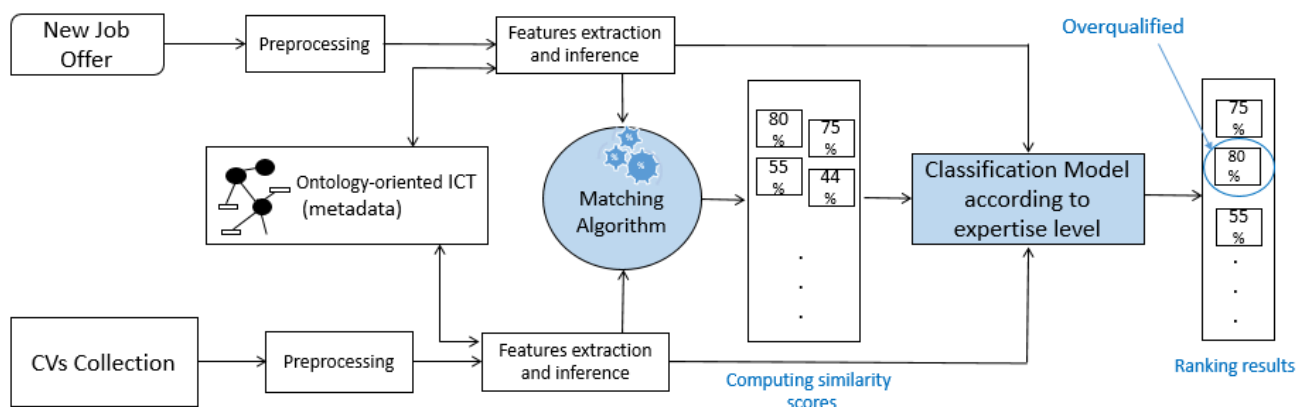 New Job
Offer
Preprocessing
Features extraction
and inference
Overqualified
Ontology-oriented ICT
(metadata)
%
%
%
Matching
Algorithm
80
%
75
%
55
%
44
%
.
.
.
Classification Model
according to
expertise level
75
%
80
%
55
%
.
.
.
CVs Collection
Preprocessing
Features extraction
and inference
Computing similarity
scores
Ranking results